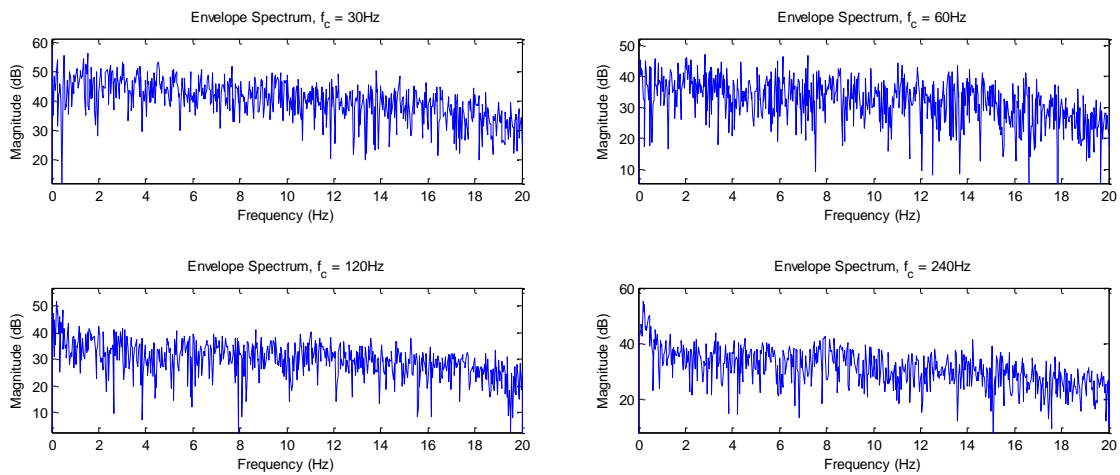 Envelope Spectrum, f_c = 30Hz
60
50
40
30
20
Magnitude (dB)
0 2 4 6 8 10 12 14 16 18 20
Frequency (Hz)
Envelope Spectrum, f_c = 60Hz
50
40
30
20
10
Magnitude (dB)
0 2 4 6 8 10 12 14 16 18 20
Frequency (Hz)
Envelope Spectrum, f_c = 120Hz
50
40
30
20
10
Magnitude (dB)
0 2 4 6 8 10 12 14 16 18 20
Frequency (Hz)
Envelope Spectrum, f_c = 240Hz
60
40
20
Magnitude (dB)
0 2 4 6 8 10 12 14 16 18 20
Frequency (Hz)